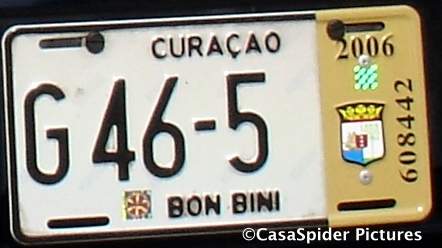 CURAÇAO
2006
G 46-5
608442
BON BINI
©CasaSpider Pictures